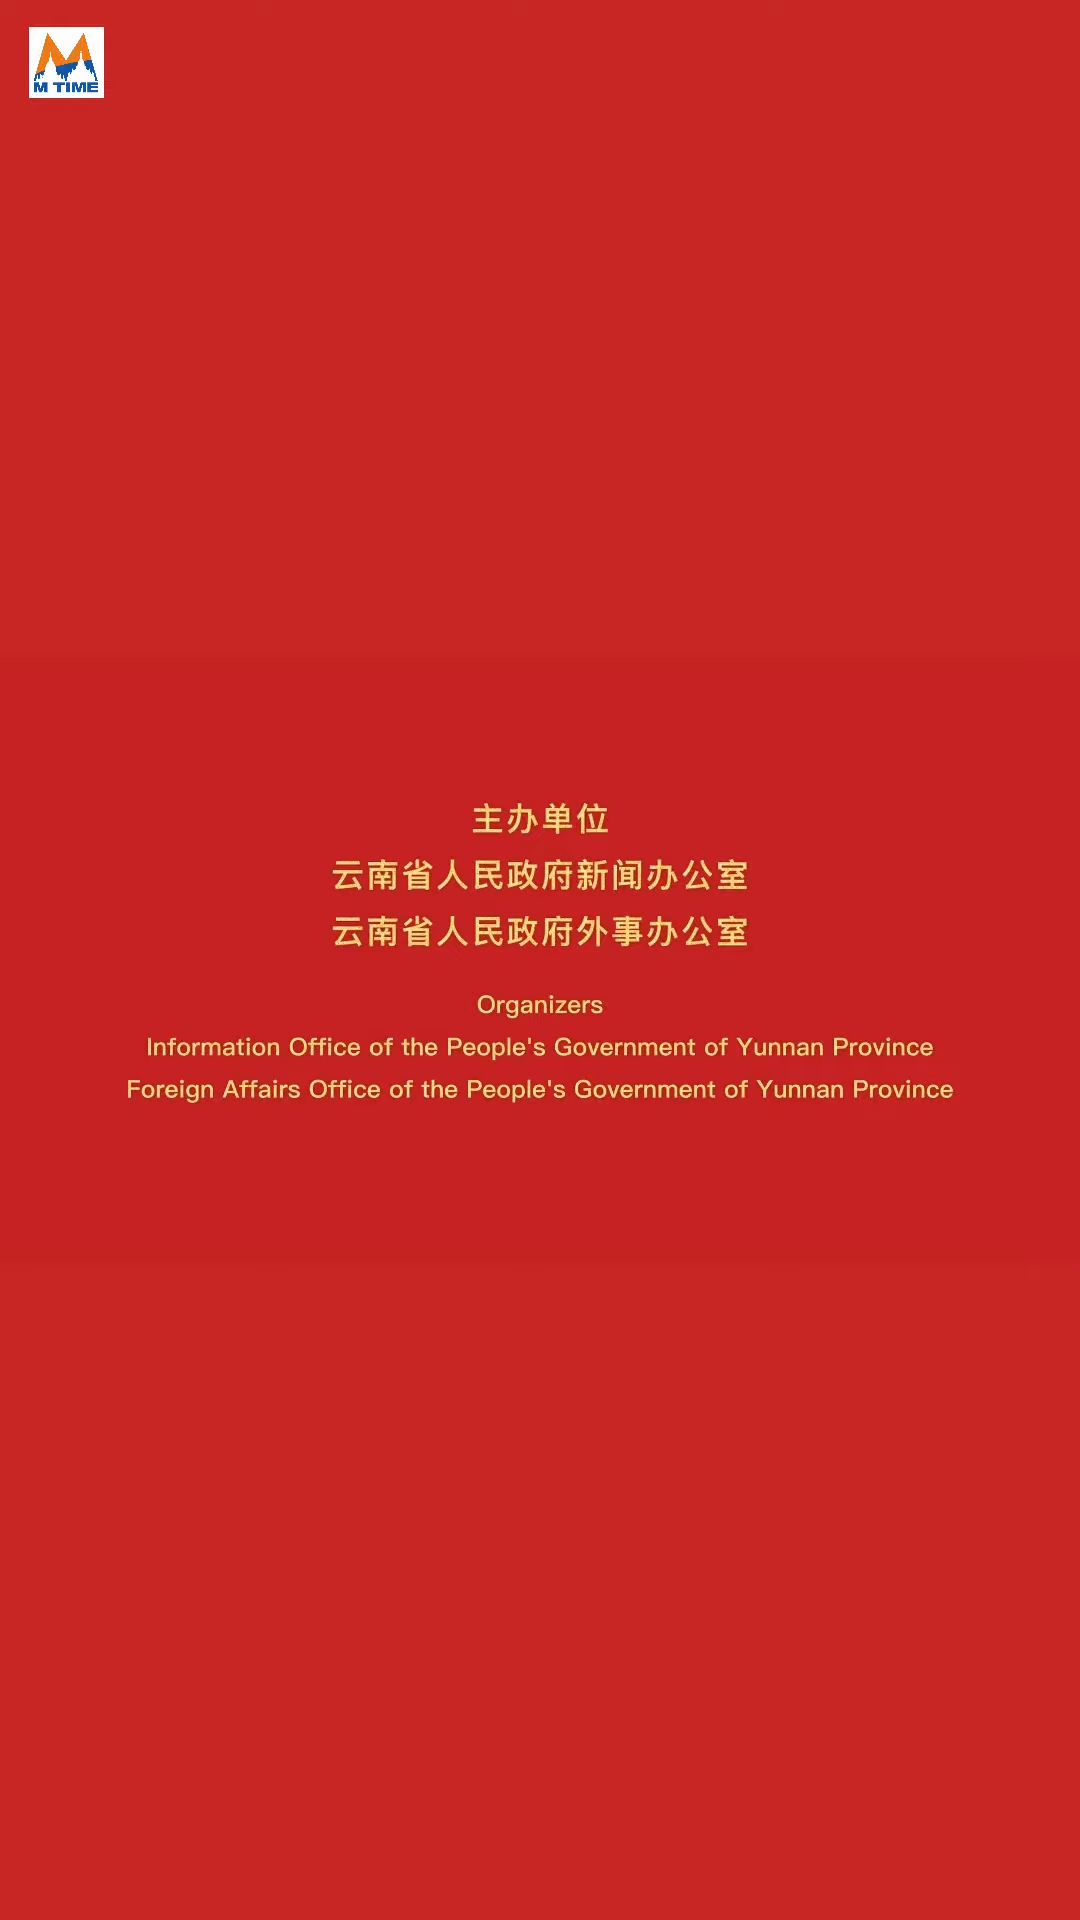 M TIME
主办单位
云南省人民政府新闻办公室
云南省人民政府外事办公室
Organizers
Information Office of the People's Government of Yunnan Province
Foreign Affairs Office of the People's Government of Yunnan Province